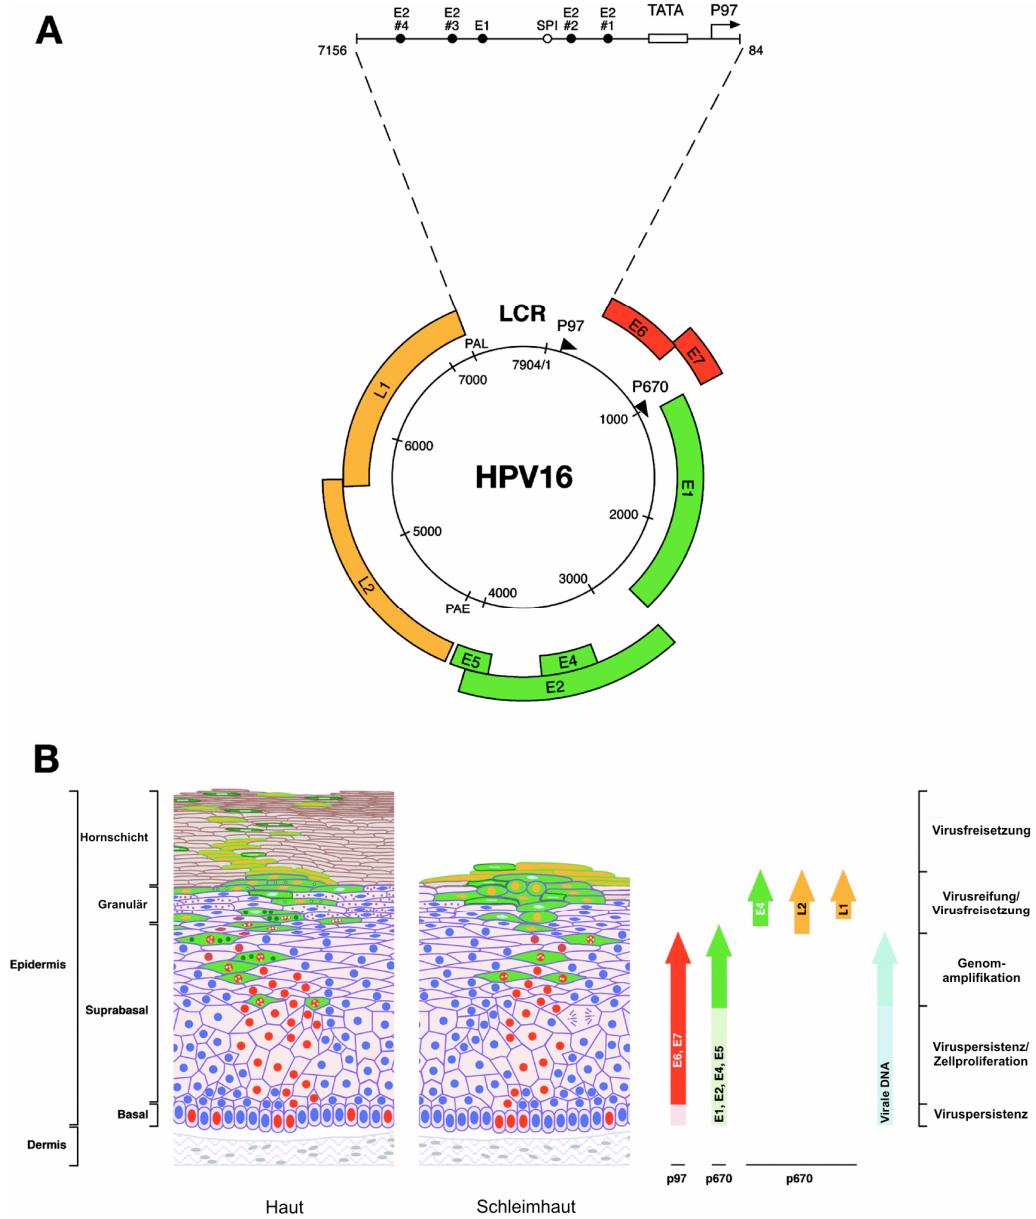 A
E2
#4
E2
#3
E1
SPI
E2
#2
E2
#1
TATA
P97
7156
84
LCR
P97
E6
E7
PAL
7904/1
7000
P670
1000
L1
6000
HPV16
E1
2000
5000
L2
3000
4000
PAE
E5
E4
E2
B
Hornschicht
Granulär
Epidermis
Suprabasal
Basal
Dermis
Haut
Schleimhaut
E6, E7
E1, E2, E4, E5
E4
L2
L1
Virale DNA
p97
p670
p670
Virusfreisetzung
Virusreifung/
Virusfreisetzung
Genom-
amplifikation
Viruspersistenz/
Zellproliferation
Viruspersistenz